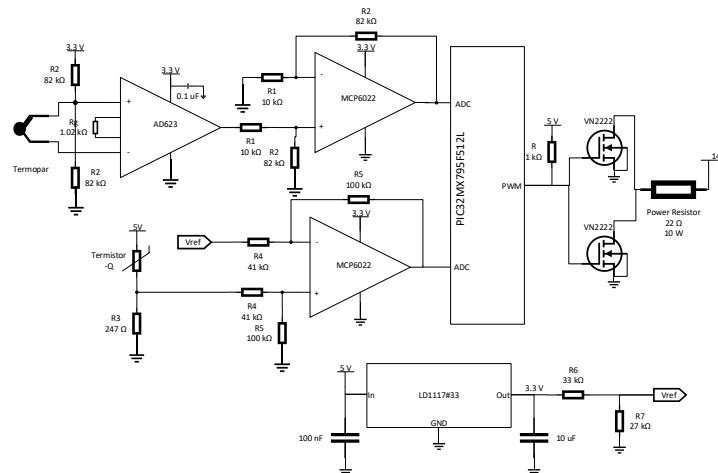 R2
82 kΩ
3.3 V
MCP6022
R1
10 kΩ
-
+
3.3 V
R2
82 kΩ
3.3 V
0.1 uF
Rg
1.02 kΩ
+
-
AD623
Termopar
R2
82 kΩ
R1
10 kΩ
R2
82 kΩ
ADC
PIC32MX795F512L
PWM
ADC
5 V
R
1 kΩ
VN2222
VN2222
Power Resistor
22 Ω
10 W
R5
100 kΩ
3.3 V
MCP6022
-
+
Vref
R4
41 kΩ
R4
41 kΩ
R5
100 kΩ
5V
Termistor
-Q
R3
247 Ω
5 V
In
LD1117#33
Out
GND
100 nF
3.3 V
10 uF
R6
33 kΩ
Vref
R7
27 kΩ